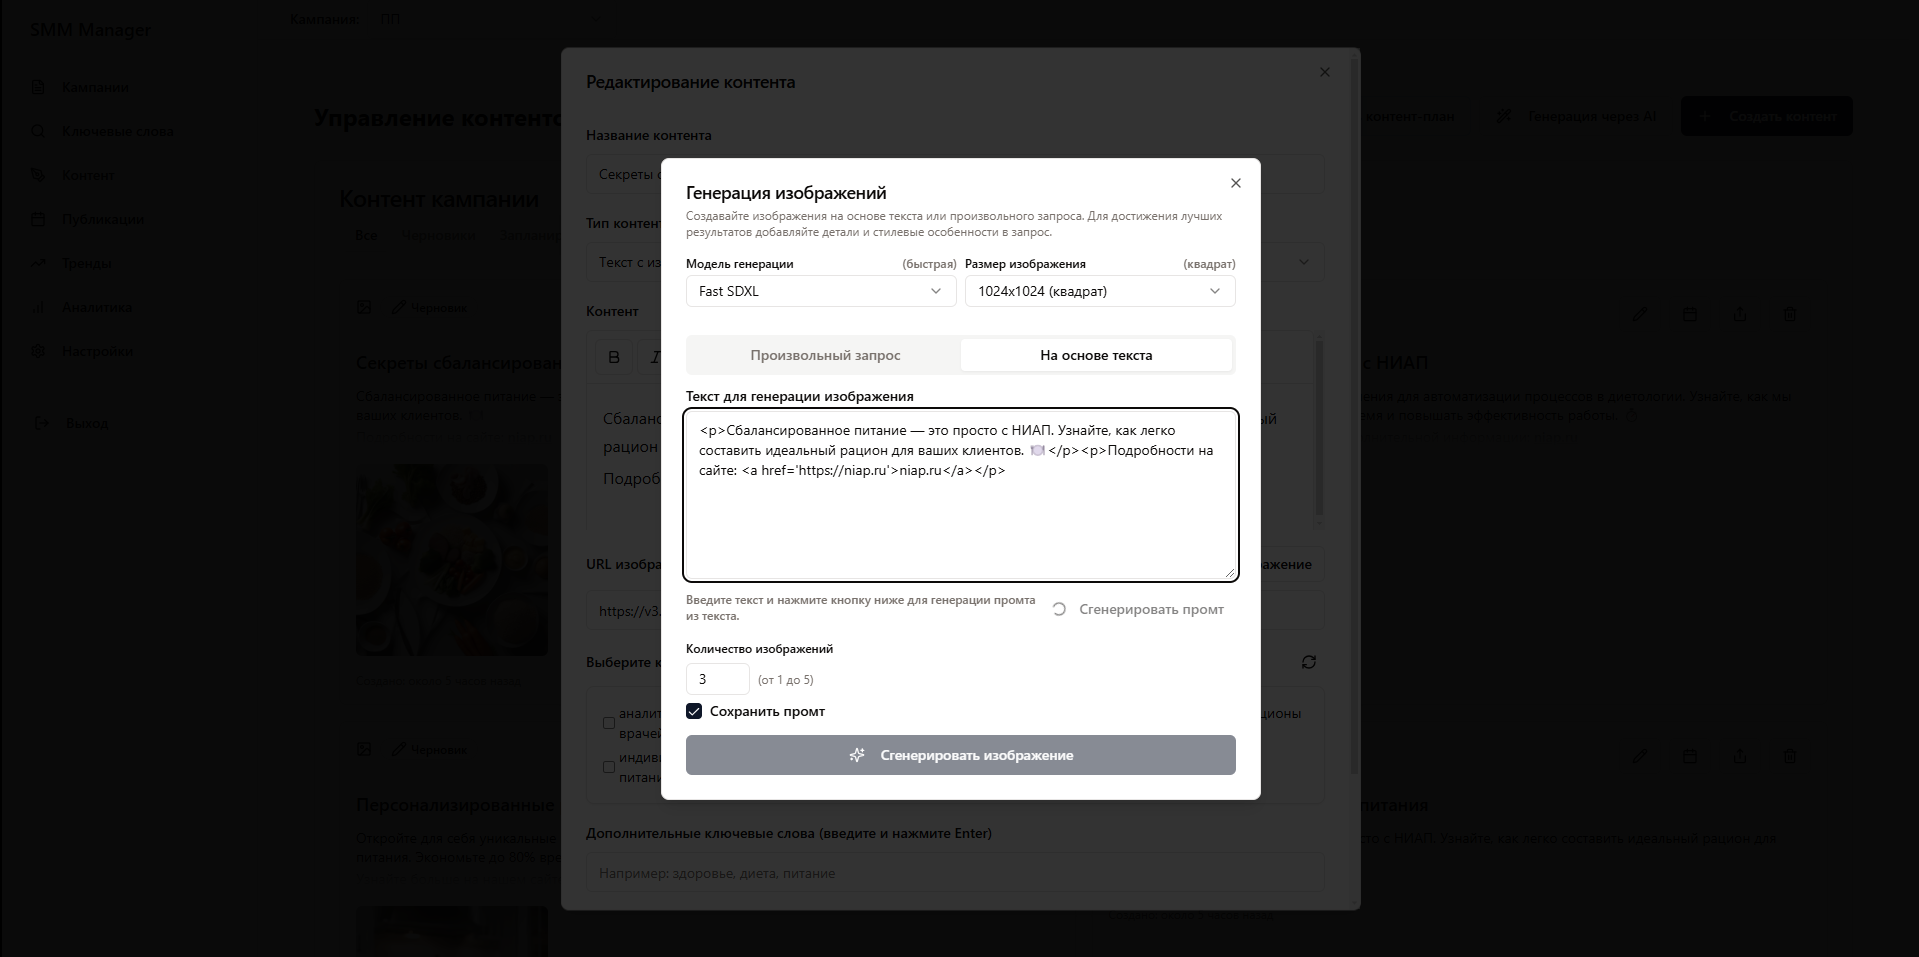 SMM Manager
Кампания: ПП
Кампании
Ключевые слова
Контент
Публикации
Тренды
Аналитика
Настройки
Выход
Управление контенто
контент-план
Генерация через AI
Создать контент
Контент кампании
Все Черновики Запланир
Черновик
Секреты сбалансирован
Сбалансированное питание —
ваших клиентов.
с НИАП
ения для автоматизации процессов в диетологии. Узнайте, как мы
емя и повышать эффективность работы.
Черновик
Персонализированные
Откройте для себя уникальные
питания. Экономьте до 80% вре
питания
сто с НИАП. Узнайте, как легко составить идеальный рацион для
Редактирование контента
Название контента
Секреты с
Тип контент
Текст с из
Контент
B I
Сбаланс
ый
рацион
Подроб
URL изобра
ажение
https://v3.
Выберите к
аналит
врачей
ционы
индиви
питани
Дополнительные ключевые слова (введите и нажмите Enter)
Например: здоровье, диета, питание
Генерация изображений
Создавайте изображения на основе текста или произвольного запроса. Для достижения лучших
результатов добавляйте детали и стилевые особенности в запрос.
Модель генерации (быстрая) Размер изображения (квадрат)
Fast SDXL 1024x1024 (квадрат)
Произвольный запрос На основе текста
Текст для генерации изображения
<p>Сбалансированное питание — это просто с НИАП. Узнайте, как легко
составить идеальный рацион для ваших клиентов. 🍽️</p><p>Подробности на
сайте: <a href='https://niap.ru'>niap.ru</a></p>
Введите текст и нажмите кнопку ниже для генерации промта
из текста.
Сгенерировать промт
Количество изображений
3 (от 1 до 5)
Сохранить промт
Сгенерировать изображение